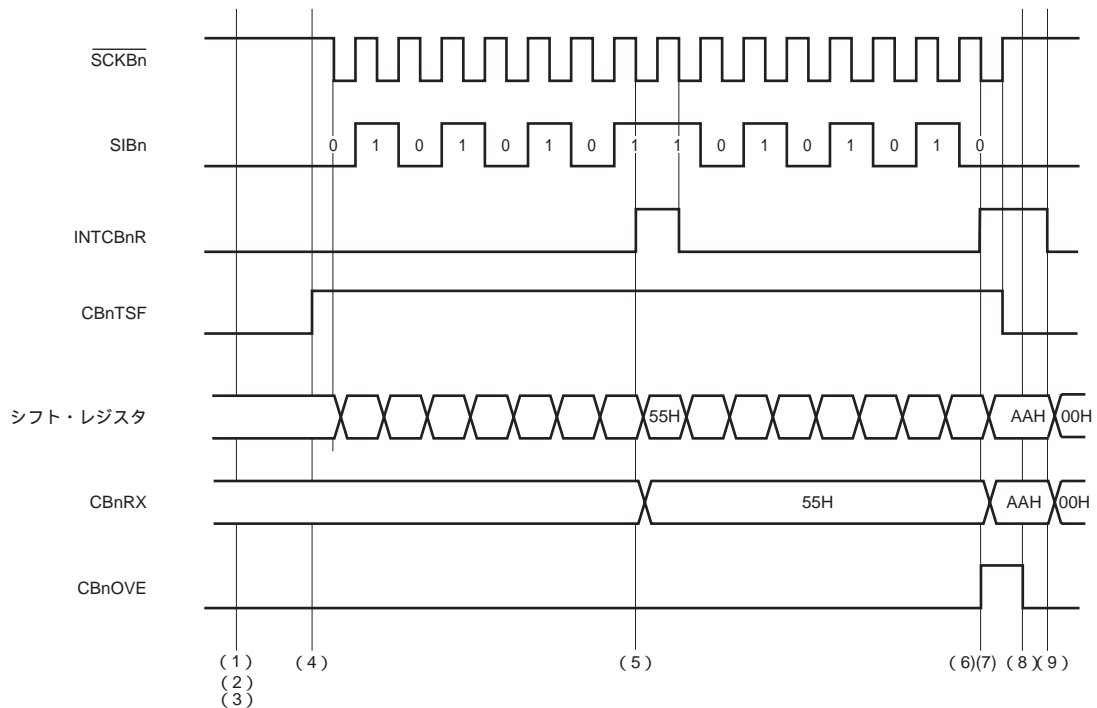 SCKBn
SIBn
0 1 0 1 0 1 0 1 1 0 1 0 1 0 1 0
INTCBnR
CBnTSF
シフト・レジスタ
55H AAH 00H
CBnRX
55H AAH 00H
CBnOVE
(1) (4) (5) (6)(7) (8)(9)
(2)
(3)